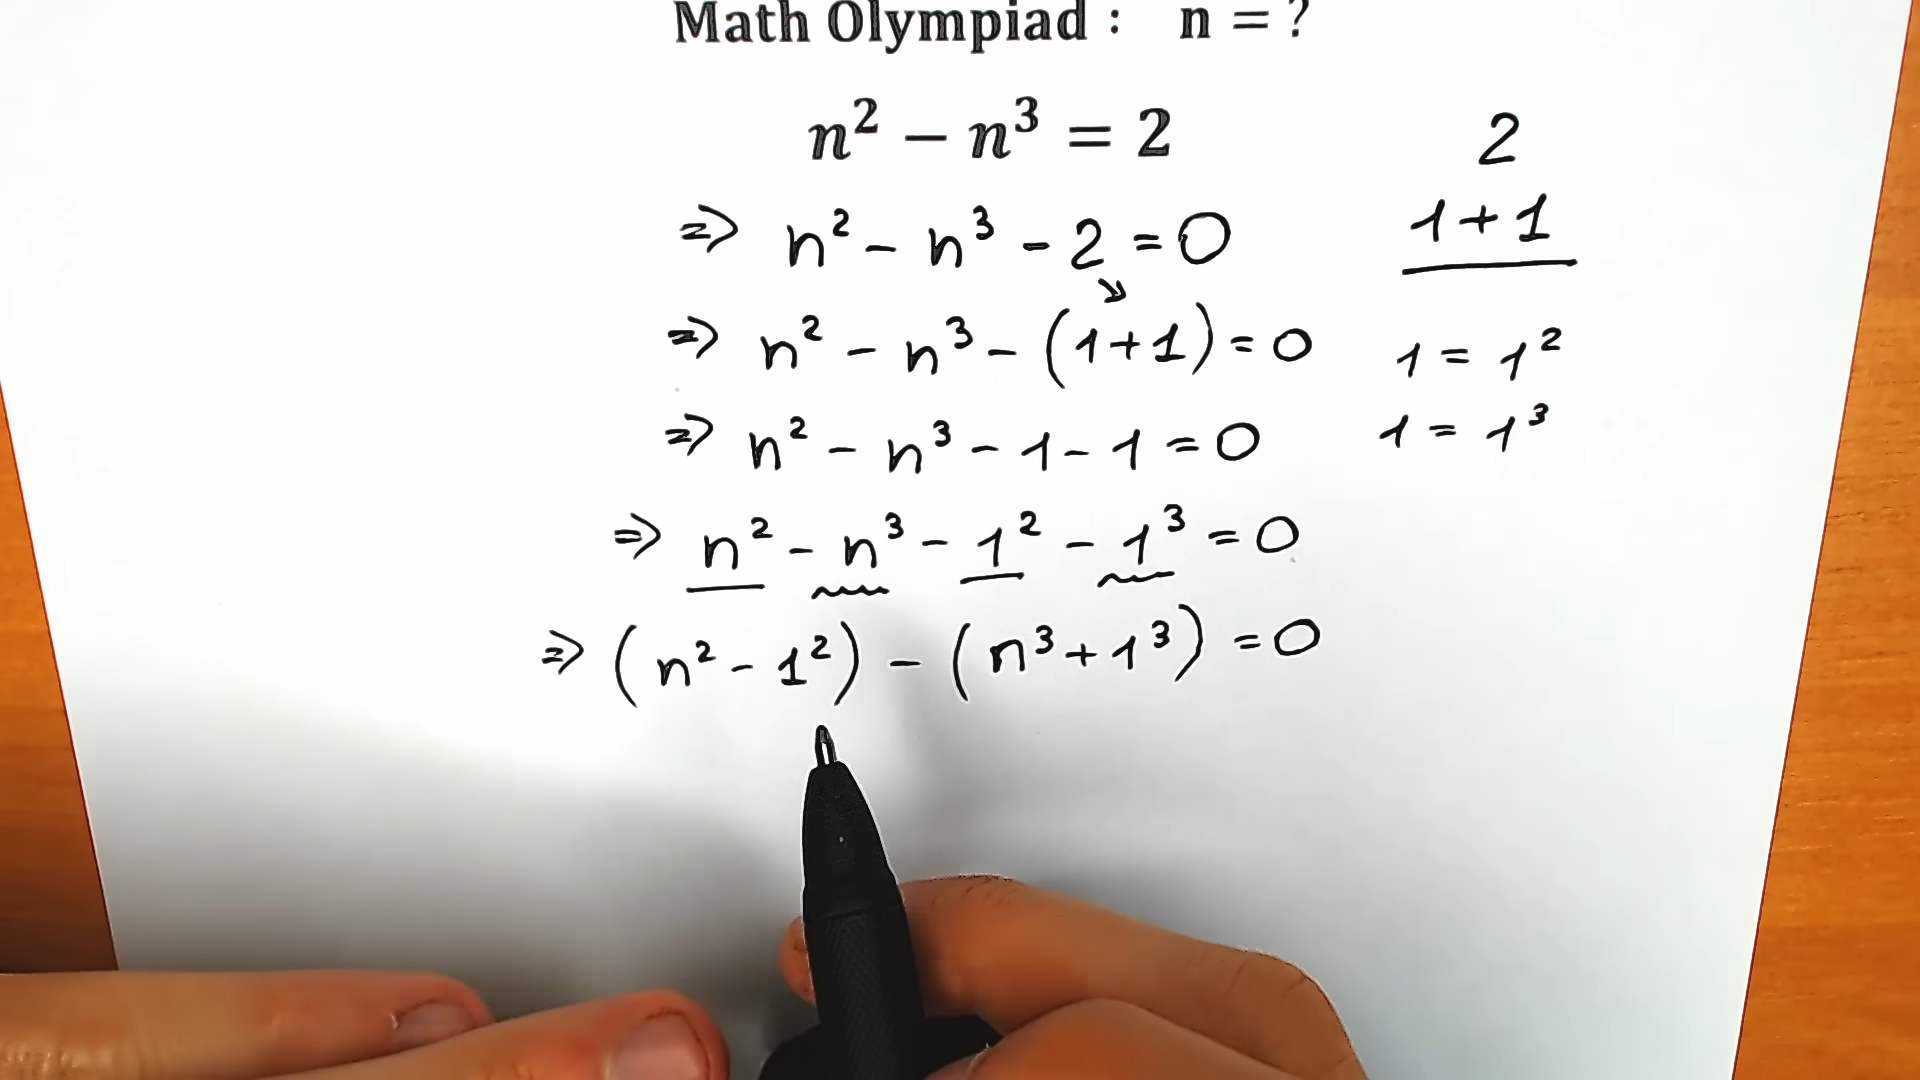 Math Olympiad : n = ?
n² − n³ = 2
2
⇒ n² − n³ − 2 = 0
1 + 1
↘
⇒ n² − n³ − (1 + 1) = 0
1 = 1²
⇒ n² − n³ − 1 − 1 = 0
1 = 1³
⇒ n² − n³ − 1² − 1³ = 0
⇒ (n² − 1²) − (n³ + 1³) = 0